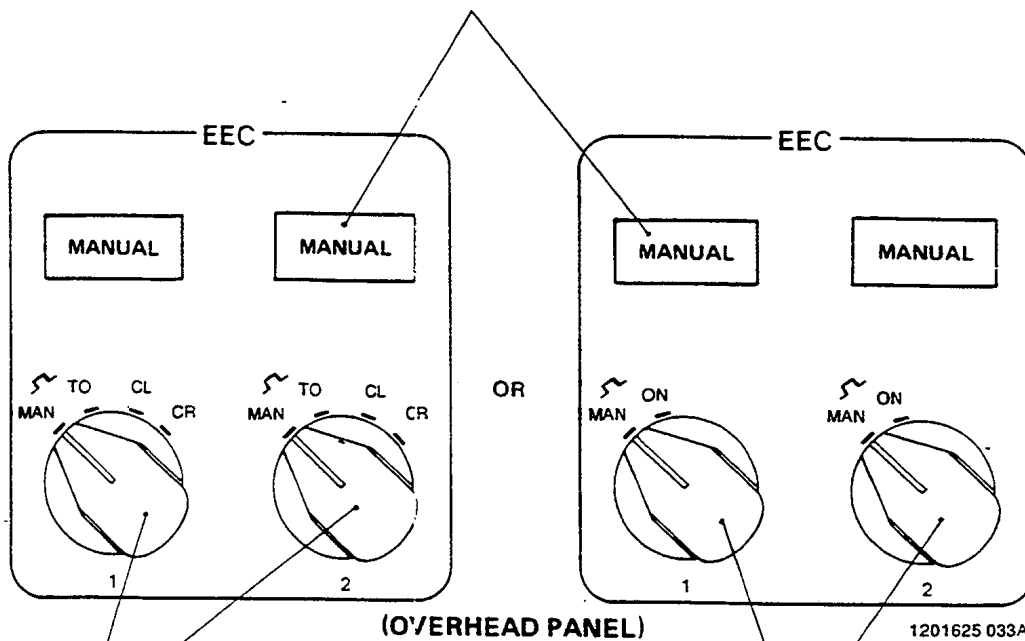 EEC
MANUAL MANUAL
TO CL
MAN CR
TO CL
MAN CR
1 2
OR
EEC
MANUAL MANUAL
ON
MAN
ON
MAN
1 2
(OVERHEAD PANEL)
1201625 033A